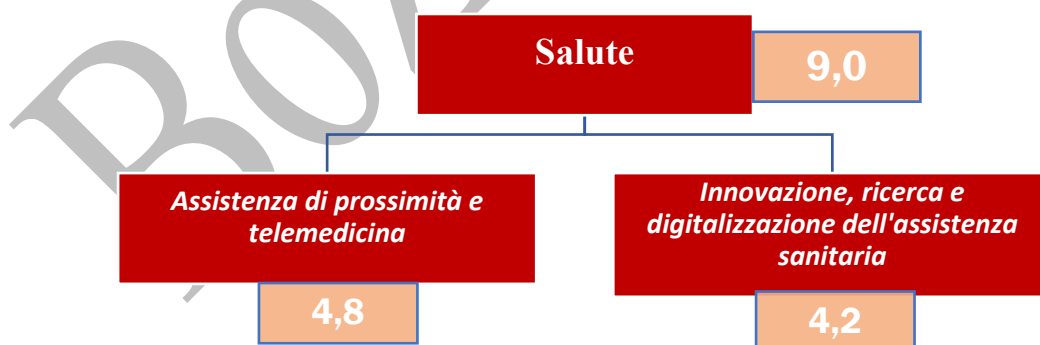 Salute
9,0
Assistenza di prossimità e
telemedicina
4,8
Innovazione, ricerca e
digitalizzazione dell'assistenza
sanitaria
4,2